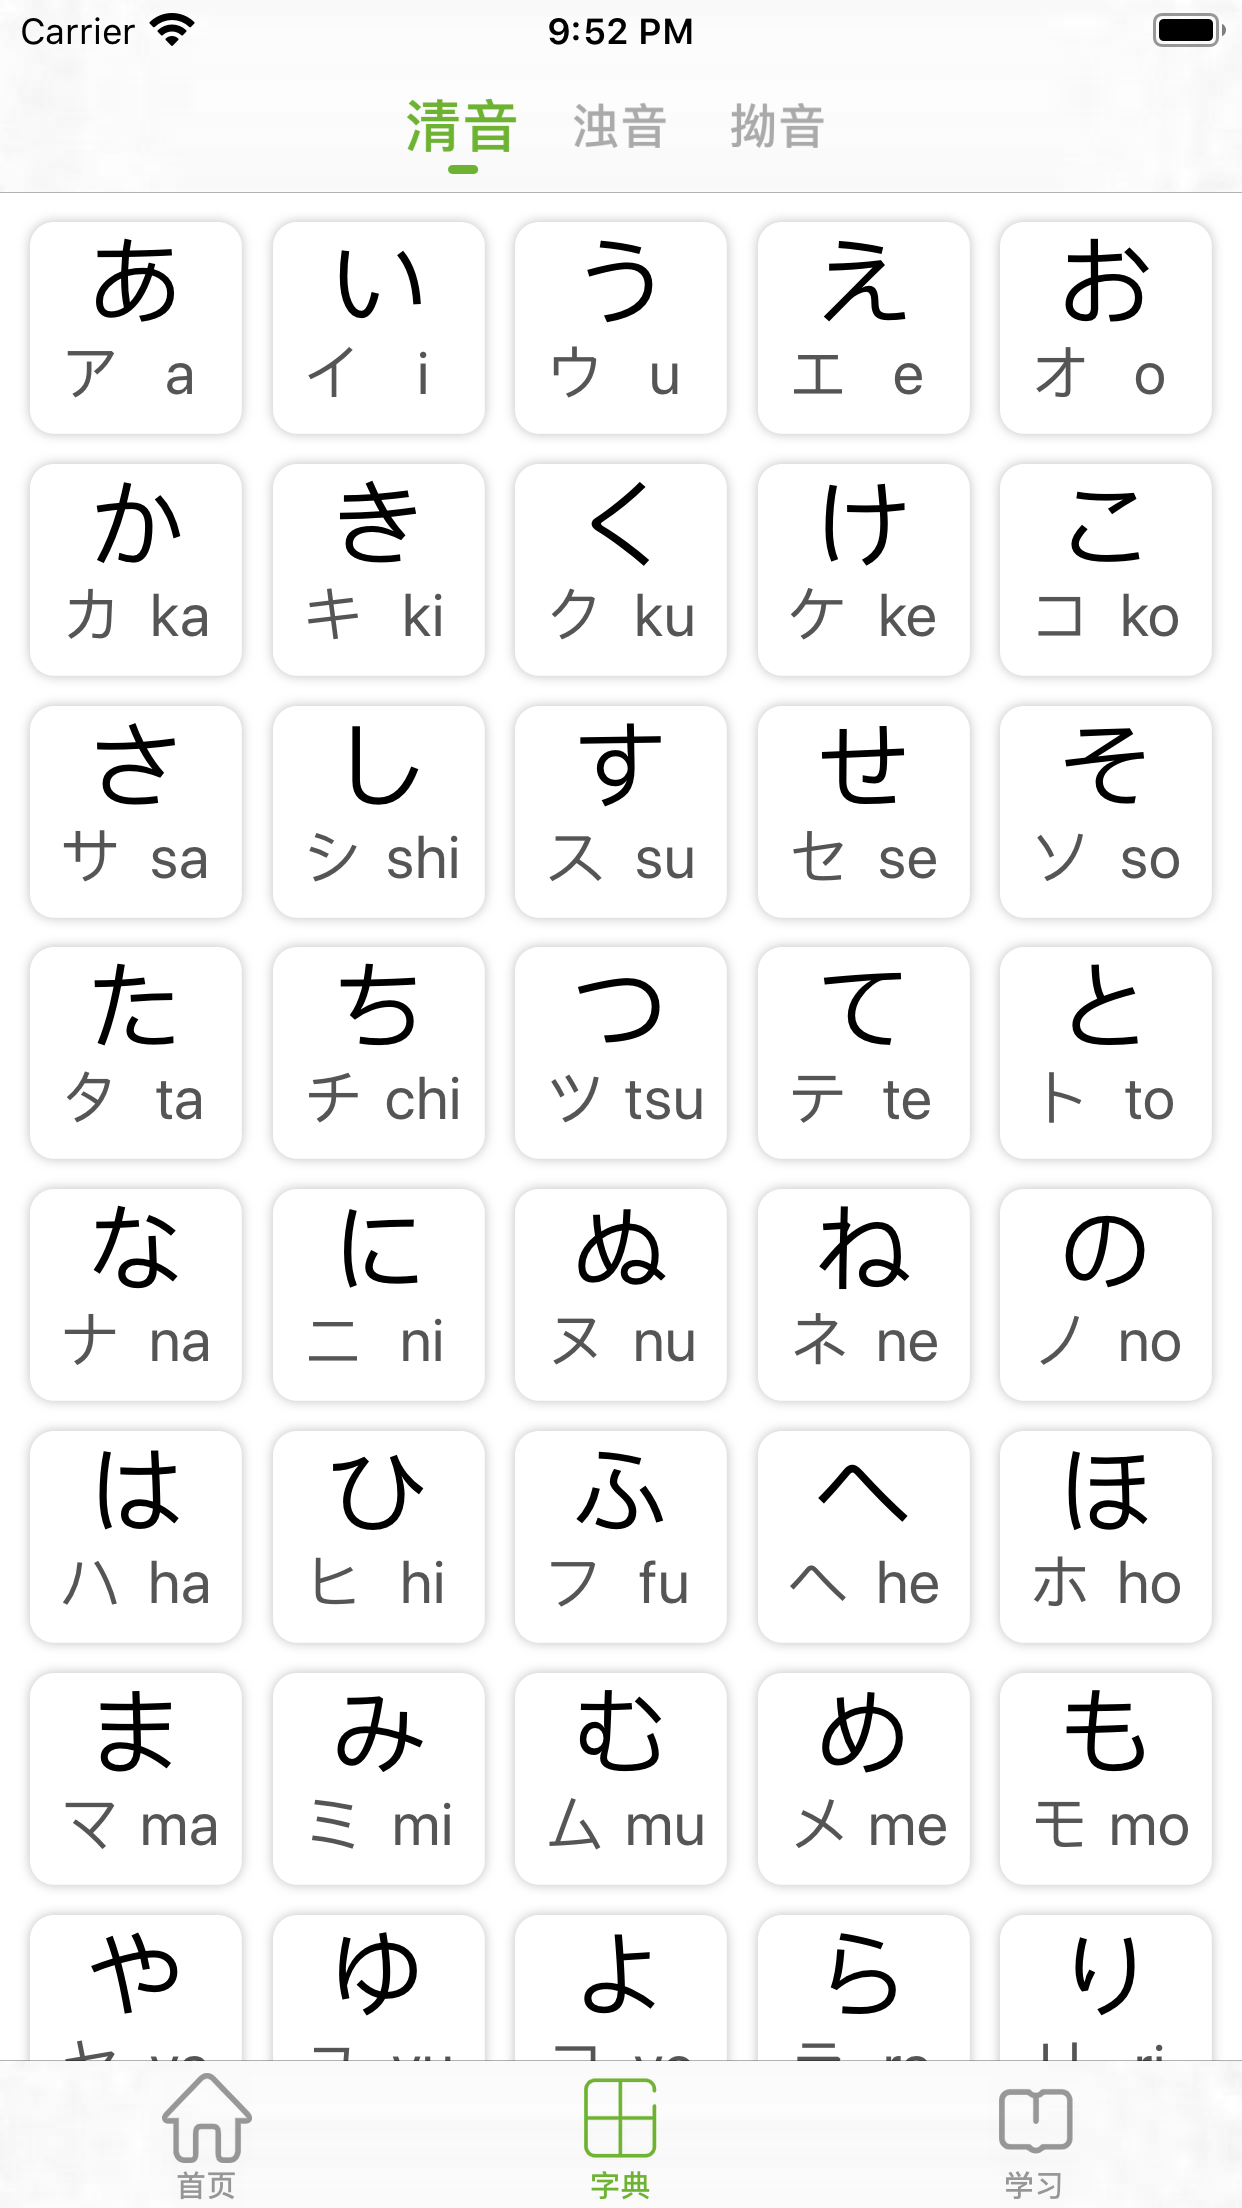 Carrier 9:52 PM
清音 浊音 拗音
あ い う え お
ア a イ i ウ u エ e オ o
か き く け こ
カ ka キ ki ク ku ケ ke コ ko
さ し す せ そ
サ sa シ shi ス su セ se ソ so
た ち つ て と
タ ta チ chi ツ tsu テ te ト to
な に ぬ ね の
ナ na ニ ni ヌ nu ネ ne ノ no
は ひ ふ へ ほ
ハ ha ヒ hi フ fu ヘ he ホ ho
ま み む め も
マ ma ミ mi ム mu メ me モ mo
や ゆ よ ら り
首页 字典 学习